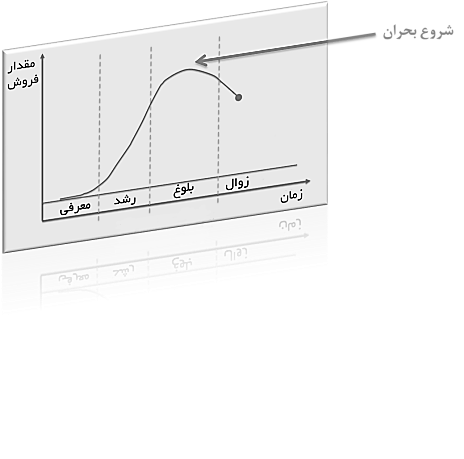 شروع بحران
مقدار
فروش
معرفی
رشد
بلوغ
زوال
زمان